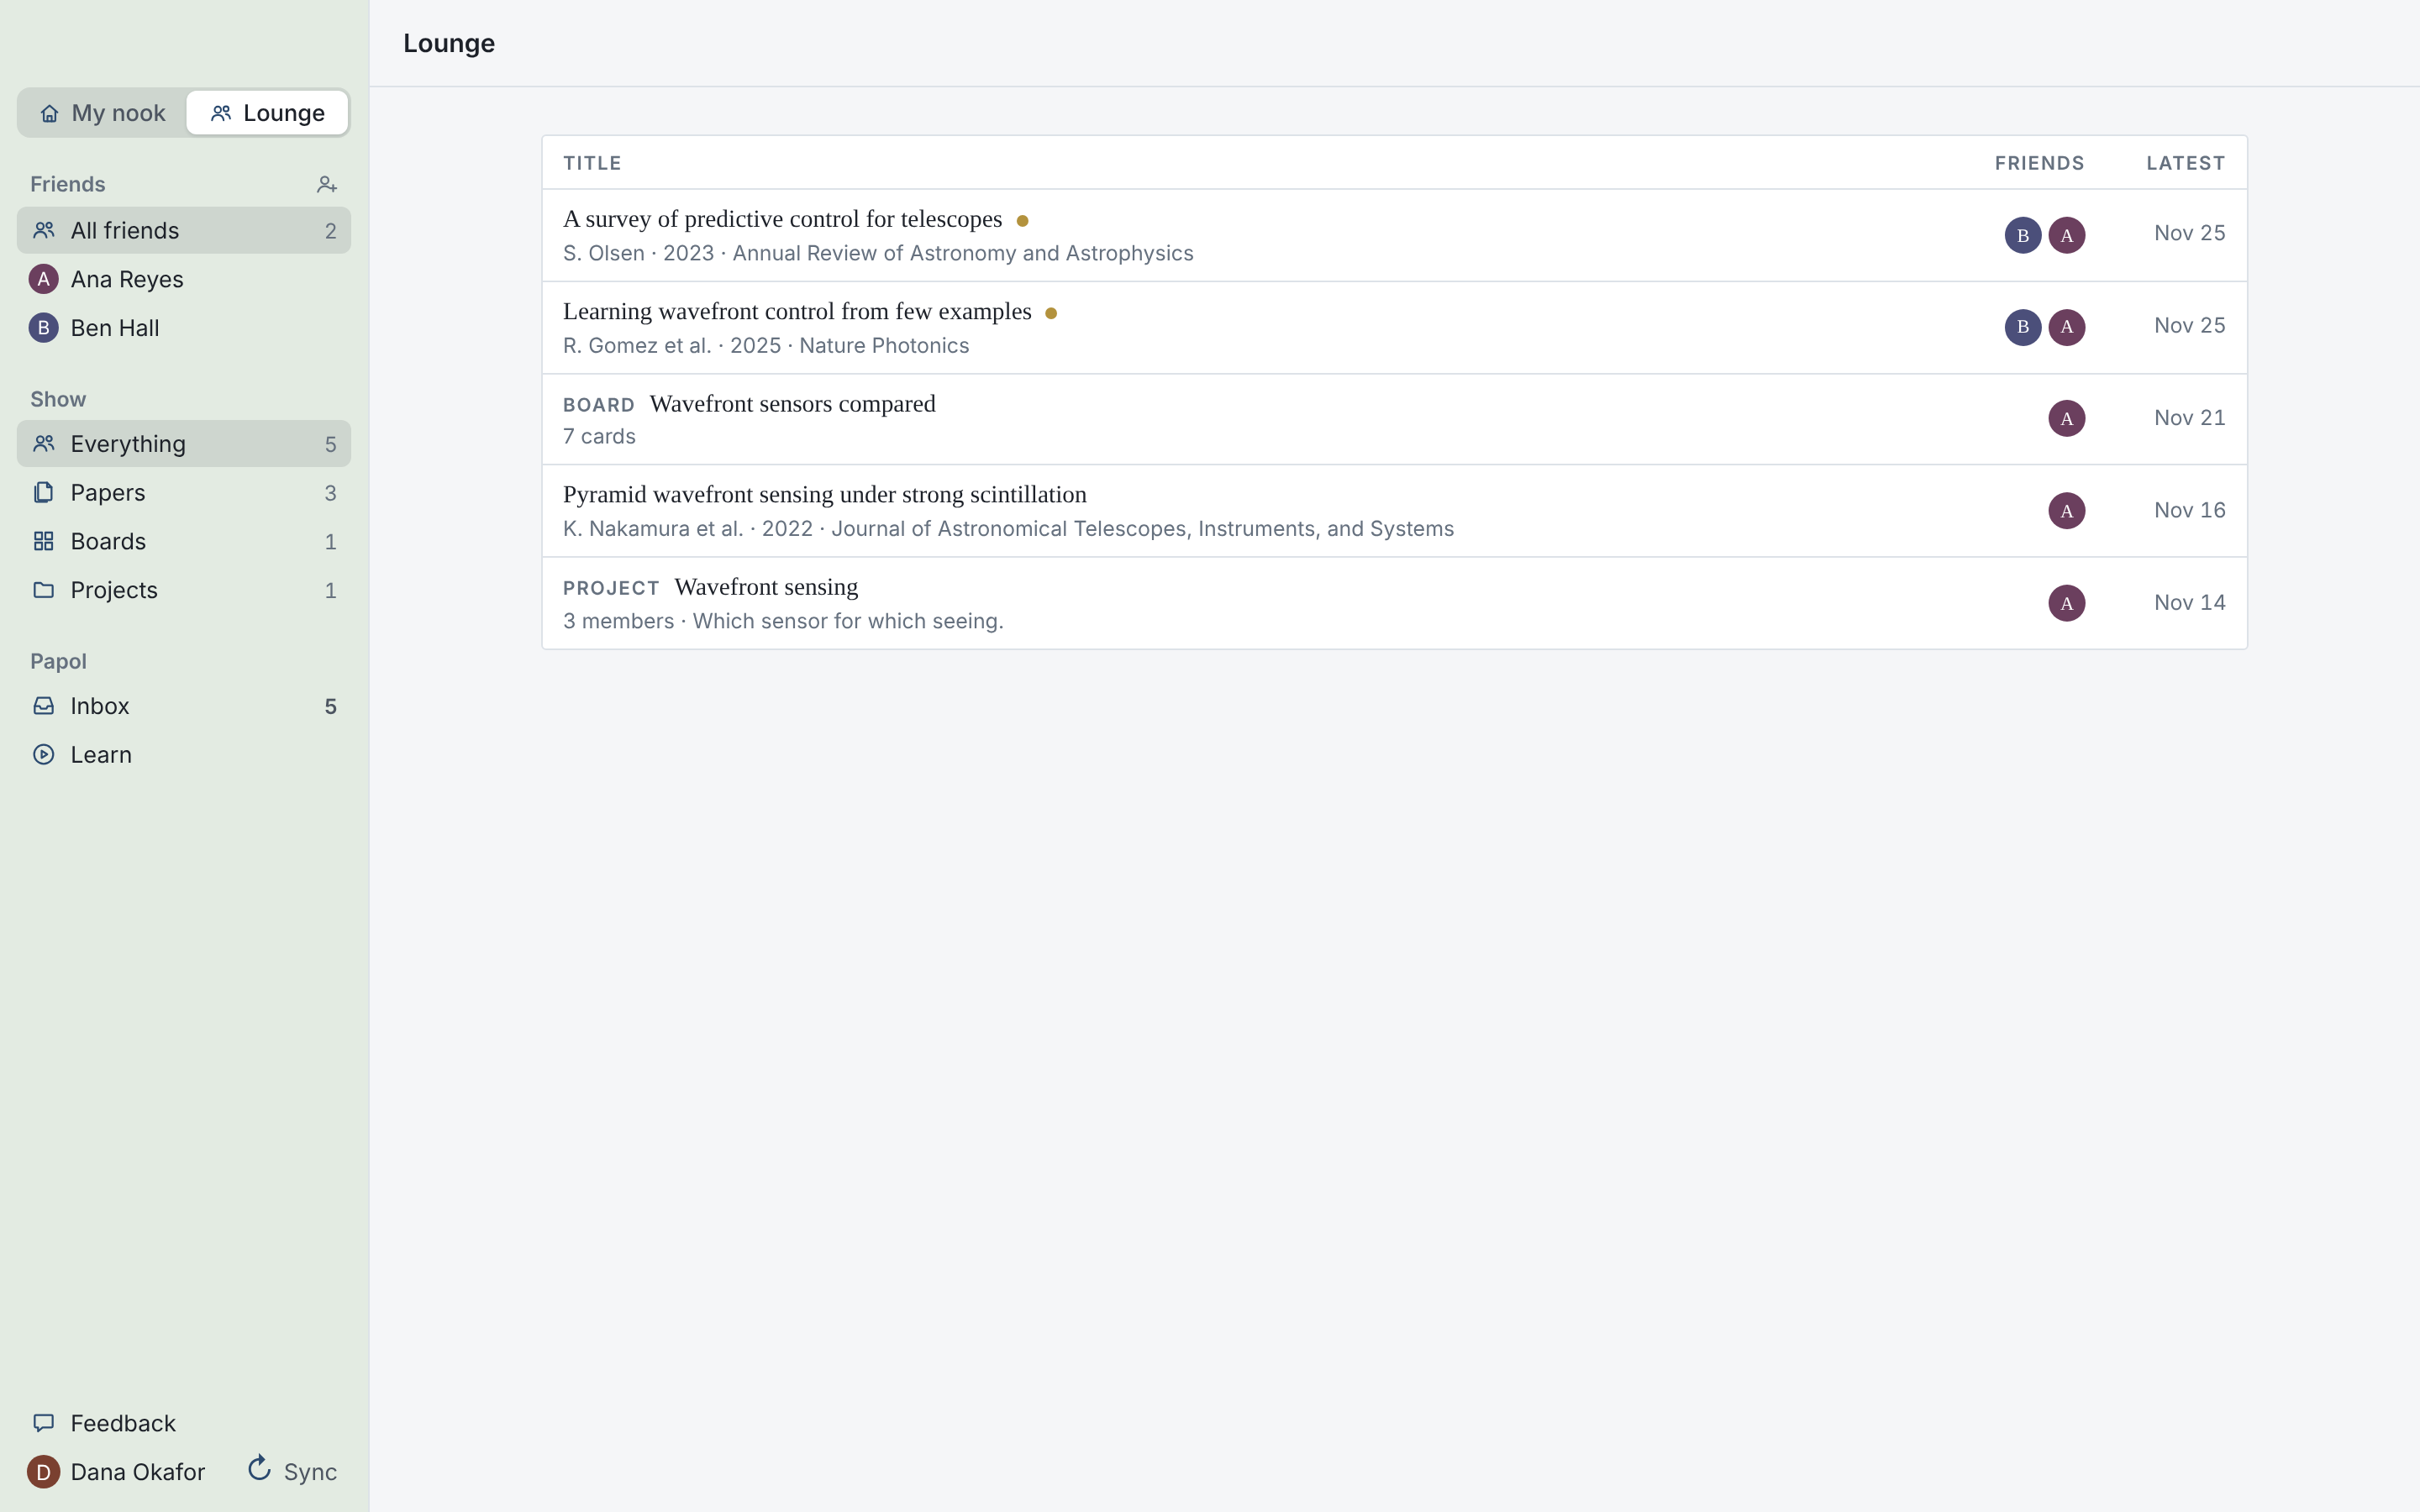 Lounge
My nook
Lounge
Friends
All friends 2
A Ana Reyes
B Ben Hall
Show
Everything 5
Papers 3
Boards 1
Projects 1
Papol
Inbox 5
Learn
Feedback
D Dana Okafor Sync
TITLE FRIENDS LATEST
A survey of predictive control for telescopes
S. Olsen · 2023 · Annual Review of Astronomy and Astrophysics
B A Nov 25
Learning wavefront control from few examples
R. Gomez et al. · 2025 · Nature Photonics
B A Nov 25
BOARD Wavefront sensors compared
7 cards
A Nov 21
Pyramid wavefront sensing under strong scintillation
K. Nakamura et al. · 2022 · Journal of Astronomical Telescopes, Instruments, and Systems
A Nov 16
PROJECT Wavefront sensing
3 members · Which sensor for which seeing.
A Nov 14